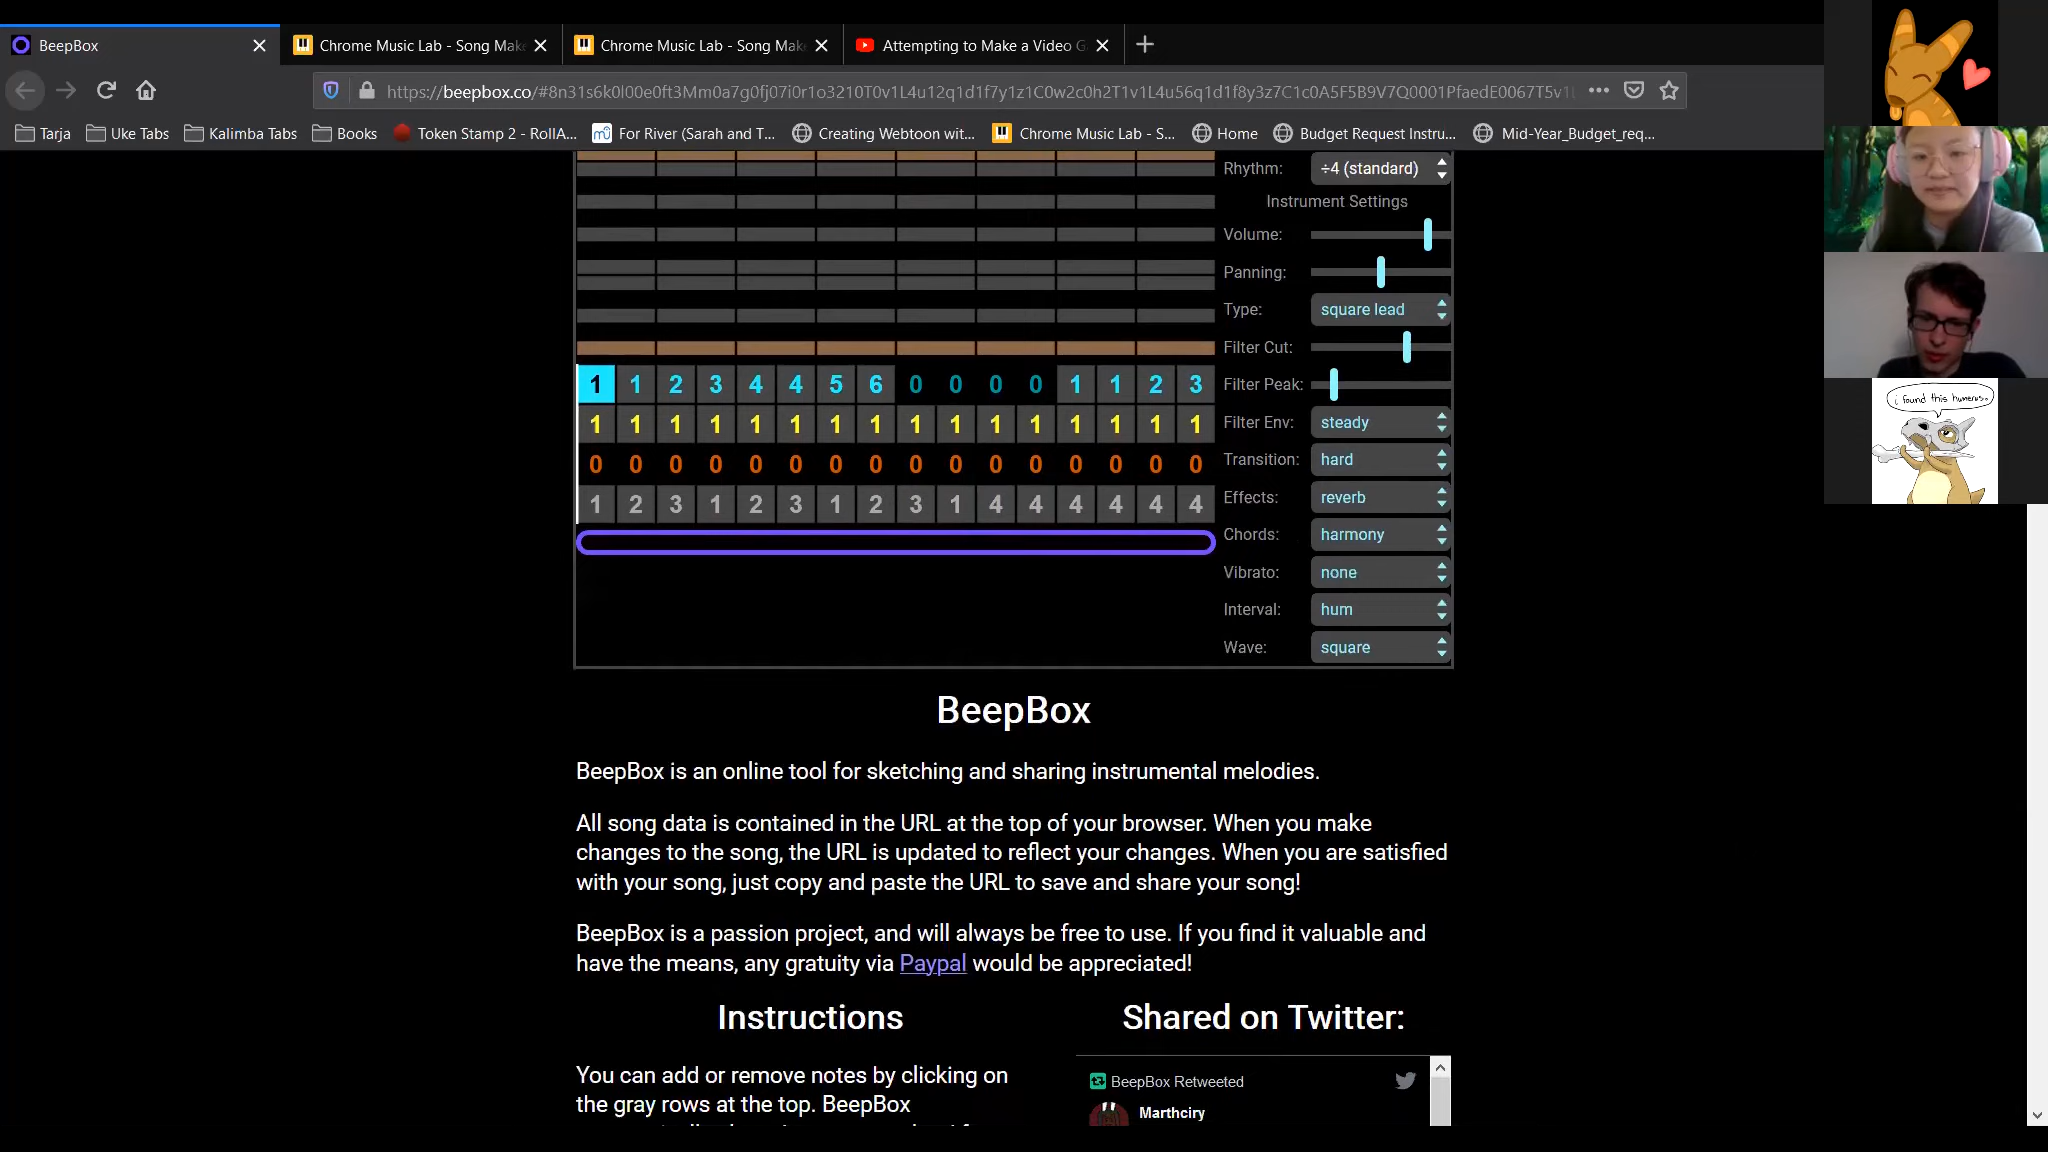 BeepBox
Chrome Music Lab - Song Mak
Chrome Music Lab - Song Mak
Attempting to Make a Video G
https://beepbox.co/#8n31s6k0l00e0ft3Mm0a7g0fj07i0r1o3210T0v1L4u12q1d1f7y1z1C0w2c0h2T1v1L4u56q1d1f8y3z7C1c0A5F5B9V7Q0001PfaedE0067T5v1L
Tarja
Uke Tabs
Kalimba Tabs
Books
Token Stamp 2 - RollA...
For River (Sarah and T...
Creating Webtoon wit...
Chrome Music Lab - S...
Home
Budget Request Instru...
Mid-Year_Budget_req...
Rhythm: ÷4 (standard)
Instrument Settings
Volume:
Panning:
Type: square lead
Filter Cut:
Filter Peak:
Filter Env: steady
Transition: hard
Effects: reverb
Chords: harmony
Vibrato: none
Interval: hum
Wave: square
1 1 2 3 4 4 5 6 0 0 0 0 1 1 2 3
1 1 1 1 1 1 1 1 1 1 1 1 1 1 1 1
0 0 0 0 0 0 0 0 0 0 0 0 0 0 0 0
1 2 3 1 2 3 1 2 3 1 4 4 4 4 4 4
i found this humerus.
BeepBox
BeepBox is an online tool for sketching and sharing instrumental melodies.
All song data is contained in the URL at the top of your browser. When you make
changes to the song, the URL is updated to reflect your changes. When you are satisfied
with your song, just copy and paste the URL to save and share your song!
BeepBox is a passion project, and will always be free to use. If you find it valuable and
have the means, any gratuity via Paypal would be appreciated!
Instructions
You can add or remove notes by clicking on
the gray rows at the top. BeepBox
Shared on Twitter:
BeepBox Retweeted
Marthciry